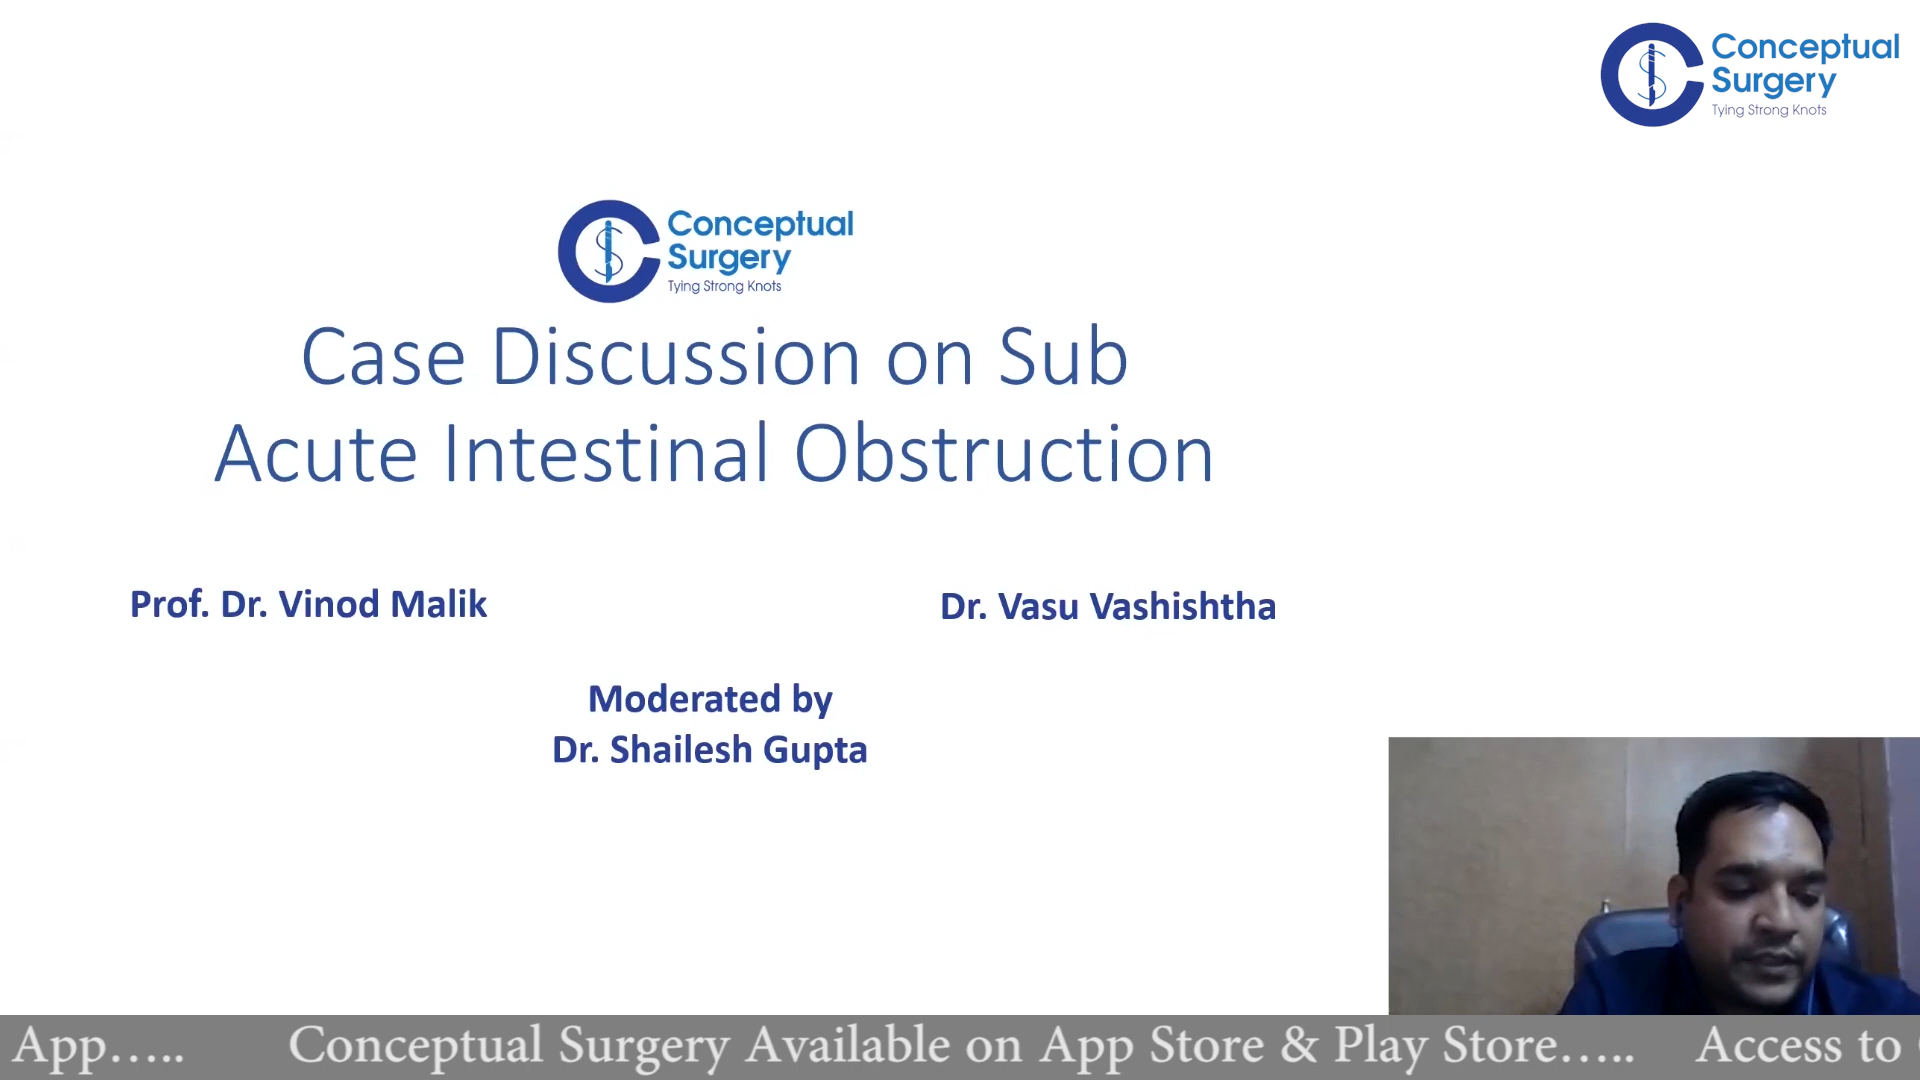 Conceptual
Surgery
Tying Strong Knots
Conceptual
Surgery
Tying Strong Knots
Case Discussion on Sub
Acute Intestinal Obstruction
Prof. Dr. Vinod Malik
Dr. Vasu Vashishtha
Moderated by
Dr. Shailesh Gupta
App..... Conceptual Surgery Available on App Store & Play Store..... Access to